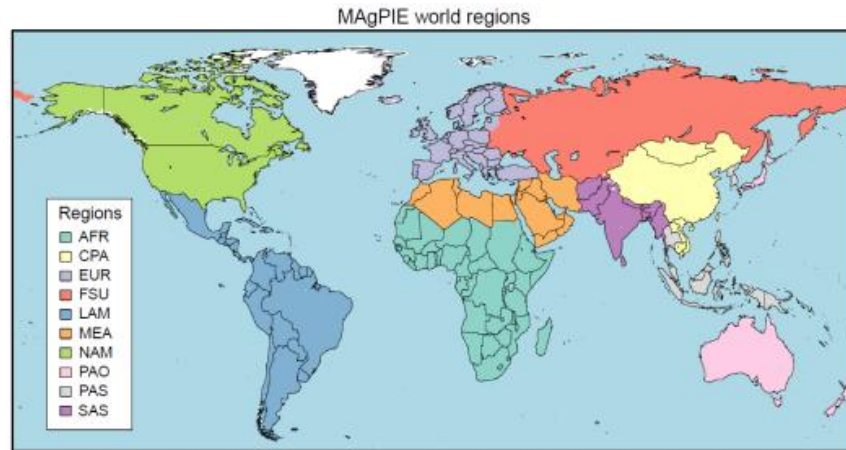 MAgPIE world regions
Regions
AFR
CPA
EUR
FSU
LAM
MEA
NAM
PAO
PAS
SAS